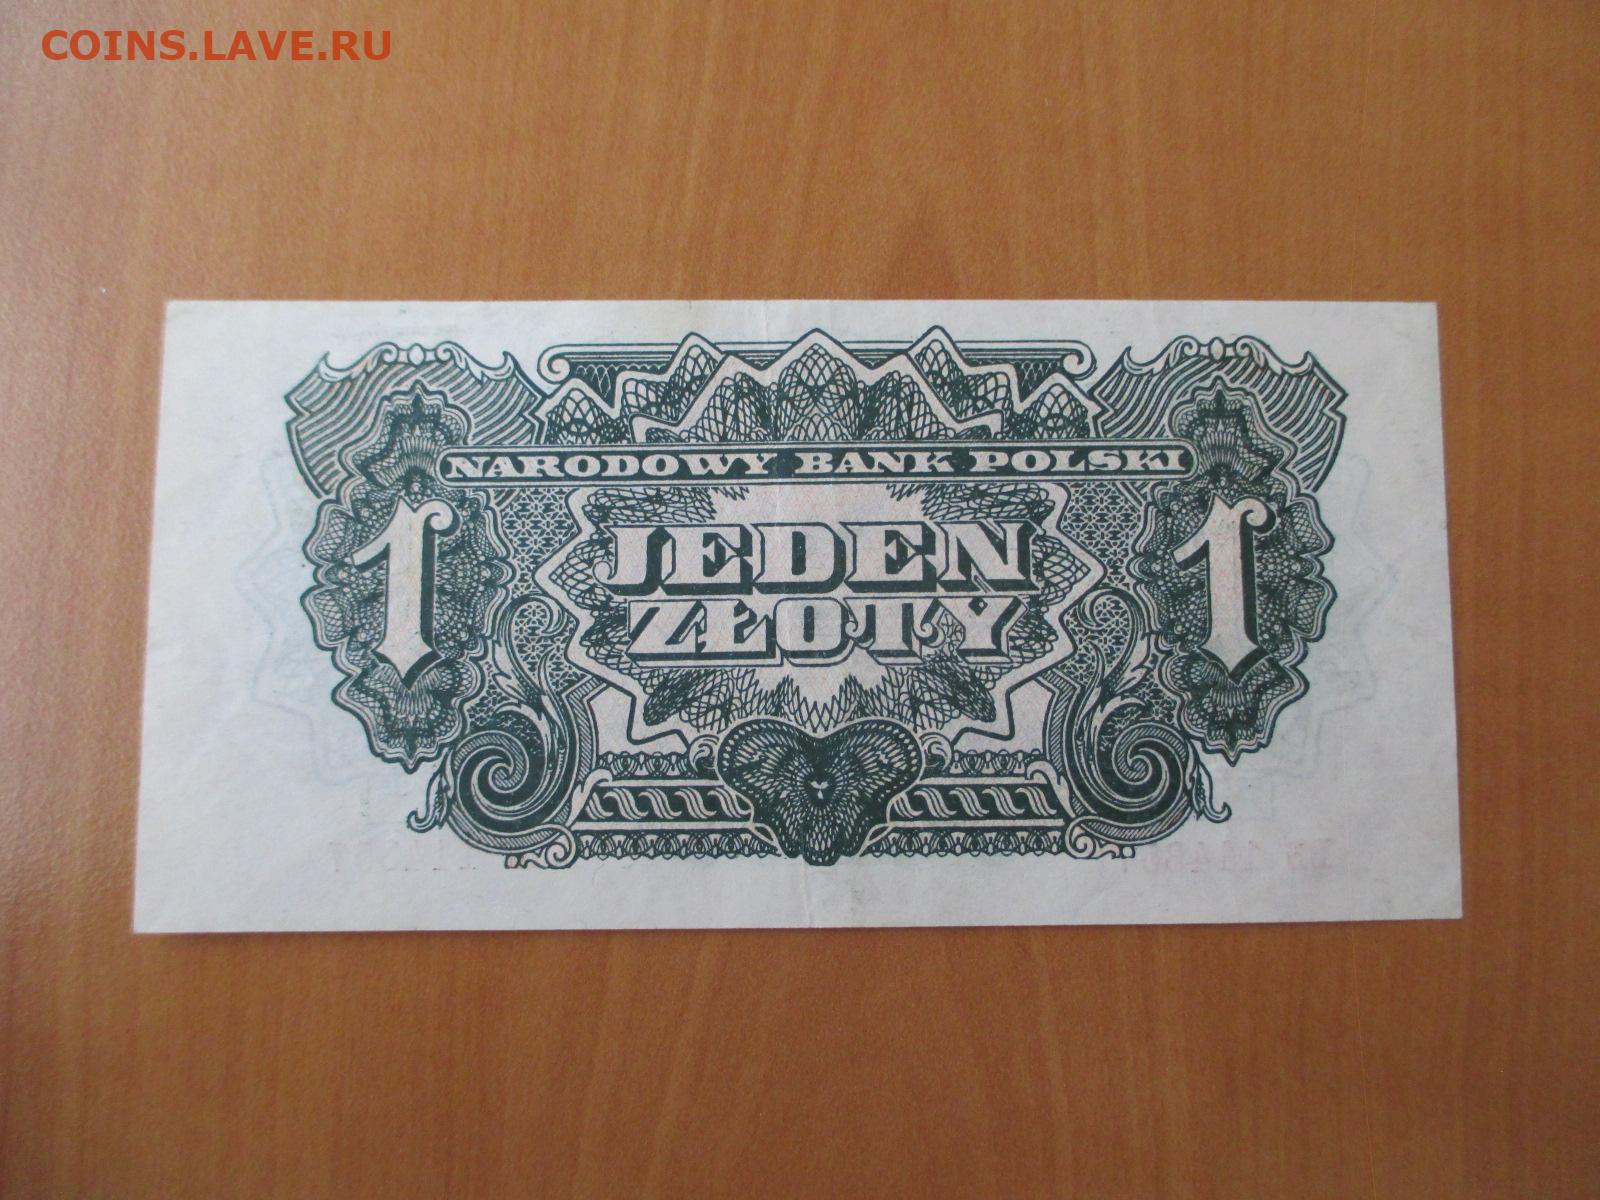 COINS.LAVE.RU
NARODOWY BANK POLSKI
1 JEDEN 1
ZŁOTY